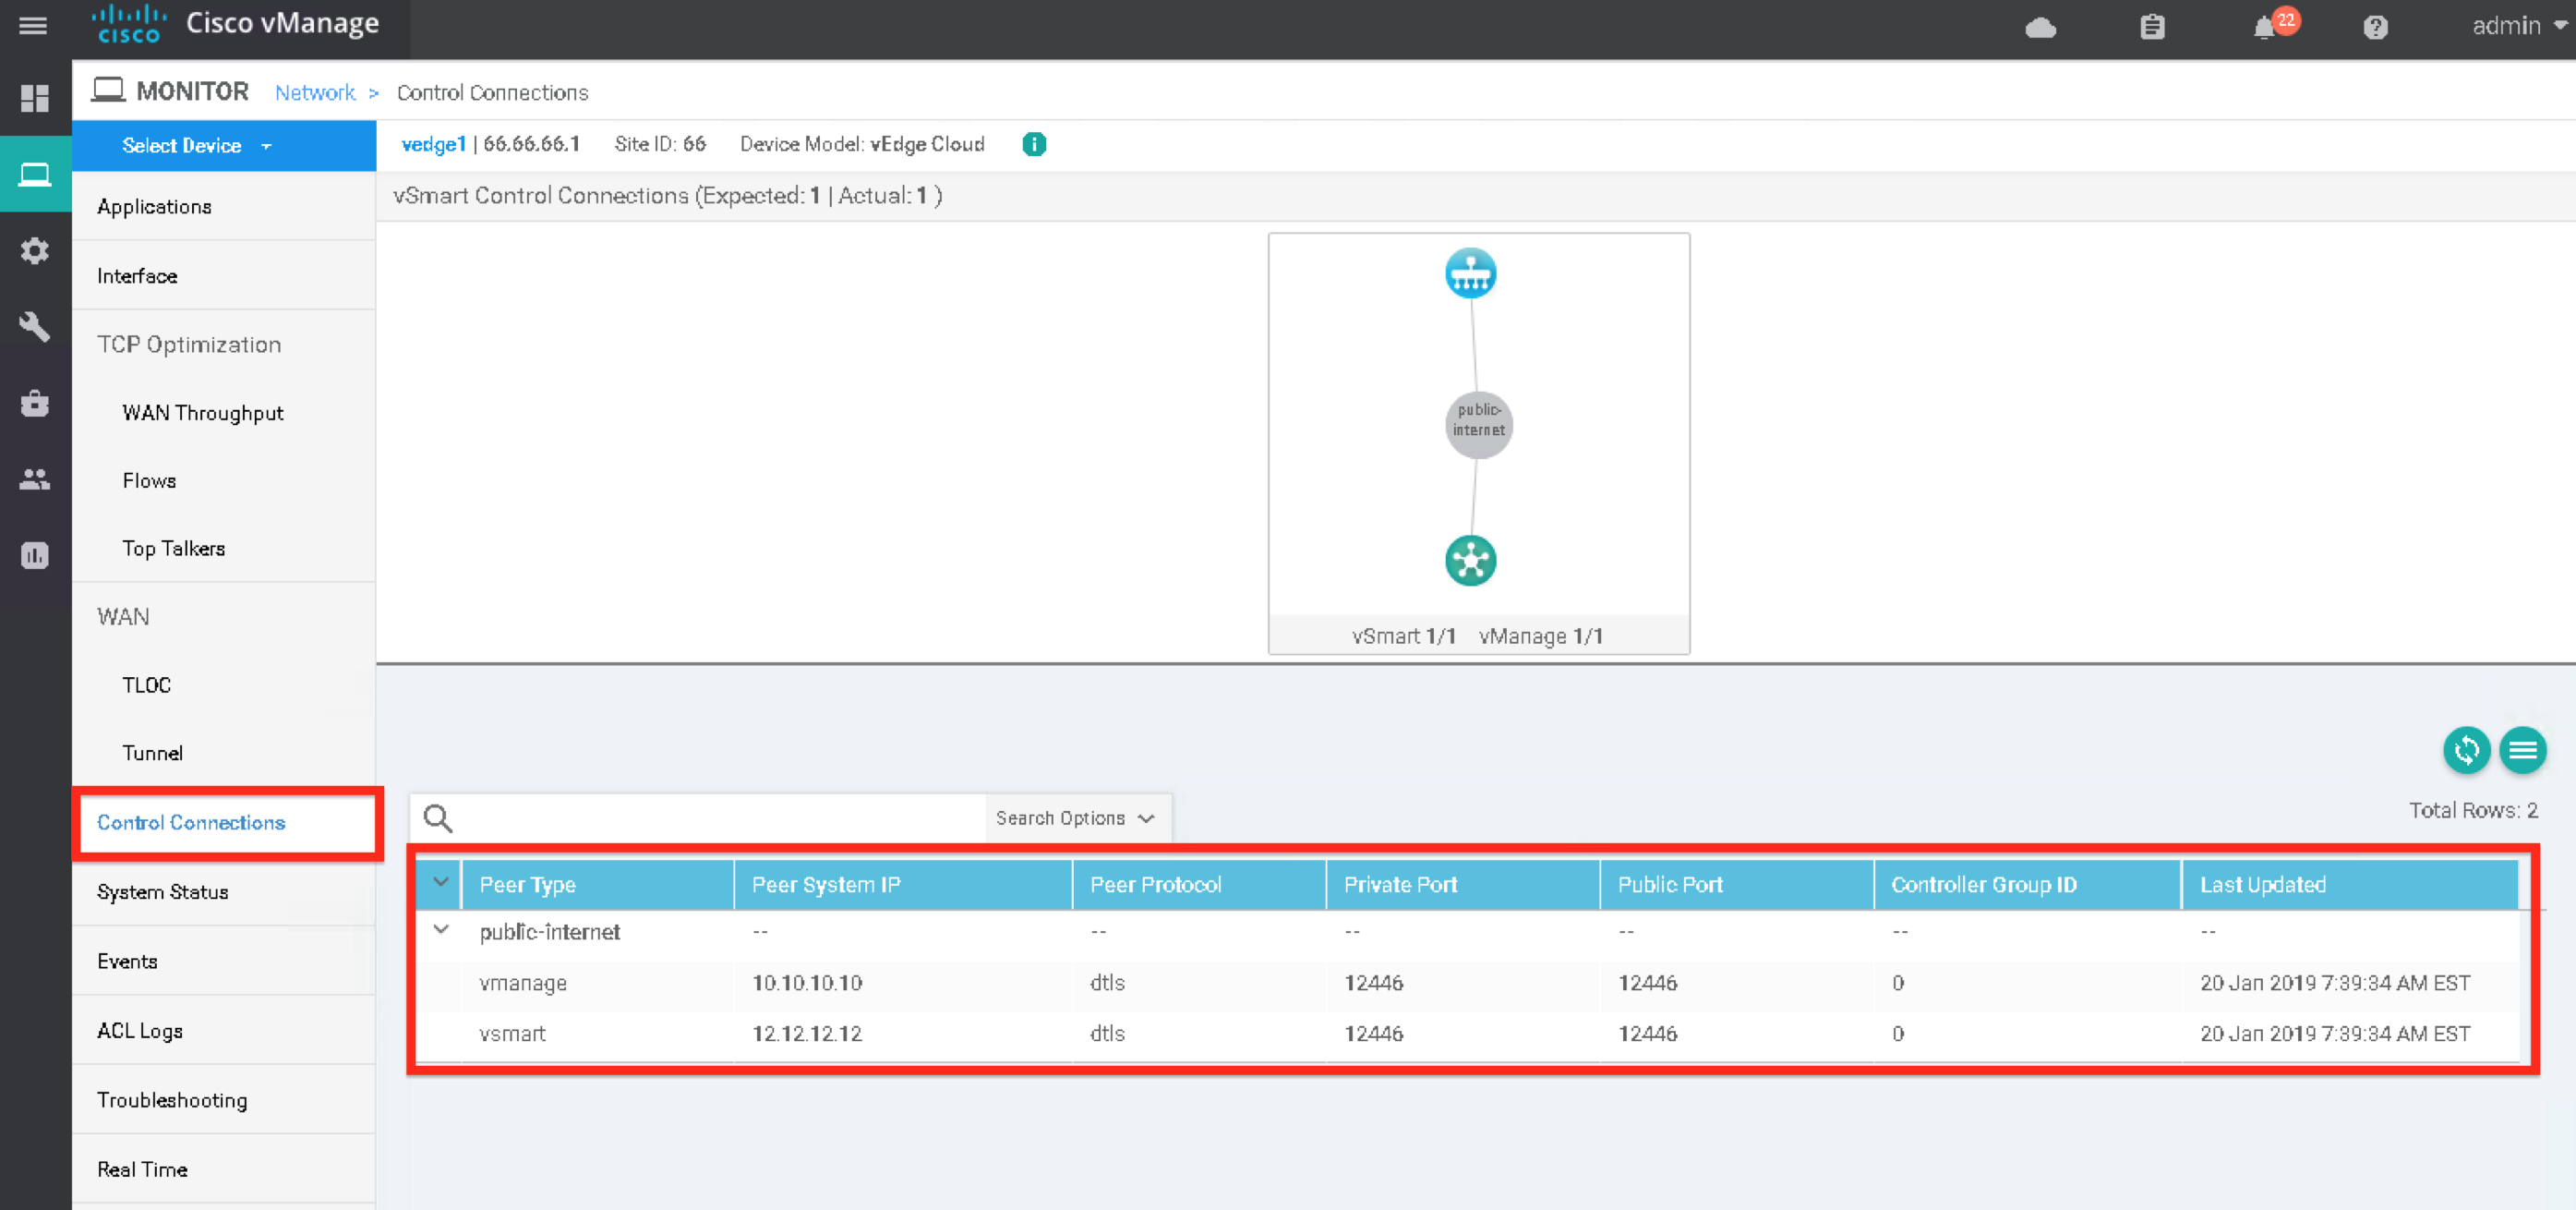 CISCO Cisco vManage 22 admin
MONITOR Network > Control Connections
Select Device
vedge1 | 66.66.66.1 Site ID: 66 Device Model: vEdge Cloud i
Applications
Interface
TCP Optimization
WAN Throughput
Flows
Top Talkers
WAN
TLOC
Tunnel
Control Connections
System Status
Events
ACL Logs
Troubleshooting
Real Time
vSmart Control Connections (Expected: 1 | Actual: 1 )
public-
internet
vSmart 1/1 vManage 1/1
Search Options
Total Rows: 2
Peer Type Peer System IP Peer Protocol Private Port Public Port Controller Group ID Last Updated
public-internet -- -- -- -- -- --
vmanage 10.10.10.10 dtls 12446 12446 0 20 Jan 2019 7:39:34 AM EST
vsmart 12.12.12.12 dtls 12446 12446 0 20 Jan 2019 7:39:34 AM EST